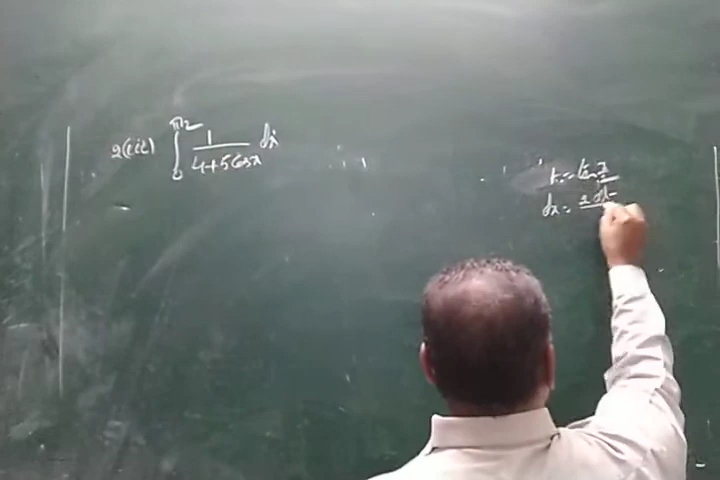 2(iii) ∫₀^{π/2} 1/(4+5Cosx) dx
t = tan x/2
dx = 2dt